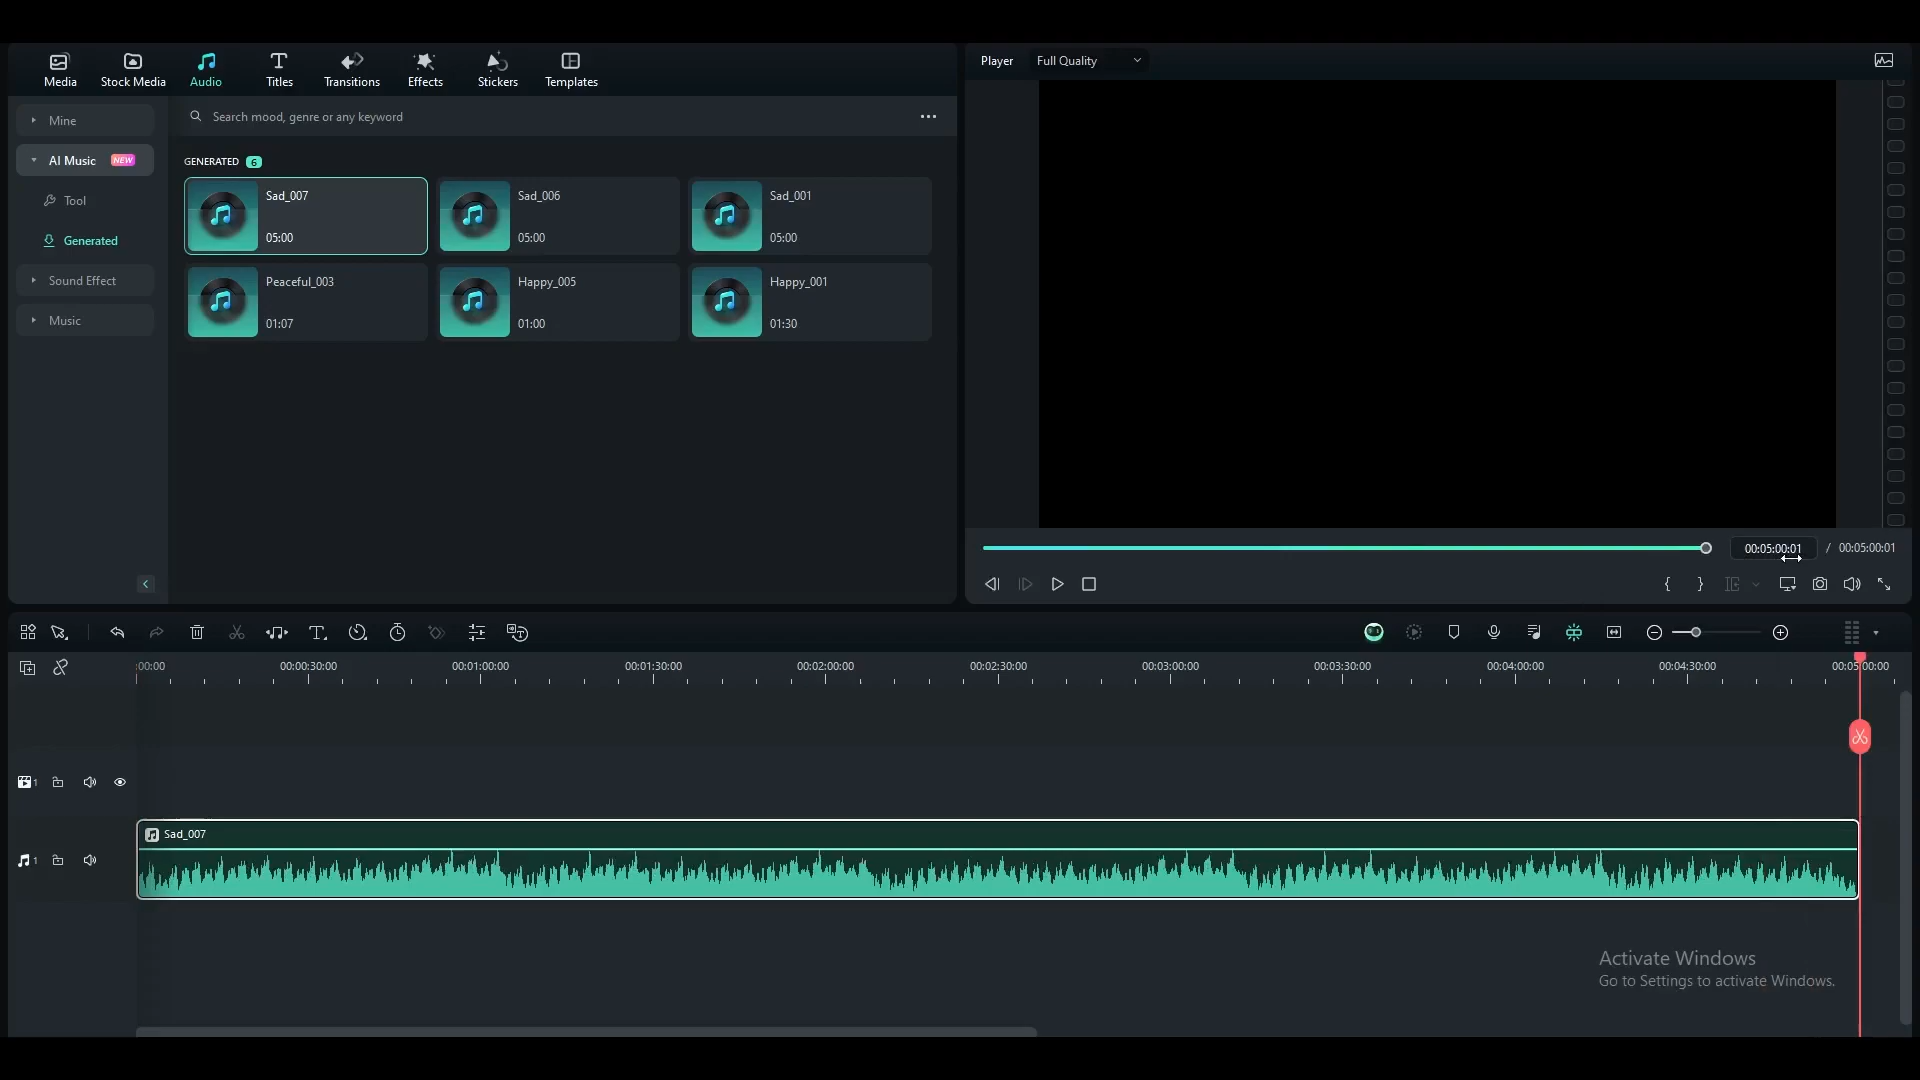 Media
Stock Media
Audio
Titles
Transitions
Effects
Stickers
Templates
Player
Full Quality
Mine
AI Music NEW
Tool
Generated
Sound Effect
Music
Search mood, genre or any keyword
GENERATED 6
Sad_007
05:00
Sad_006
05:00
Sad_001
05:00
Peaceful_003
01:07
Happy_005
01:00
Happy_001
01:30
00:05:00:01 / 00:05:00:01
:00:00
00:00:30:00
00:01:00:00
00:01:30:00
00:02:00:00
00:02:30:00
00:03:00:00
00:03:30:00
00:04:00:00
00:04:30:00
00:05:00:00
1
Sad_007
1
Activate Windows
Go to Settings to activate Windows.